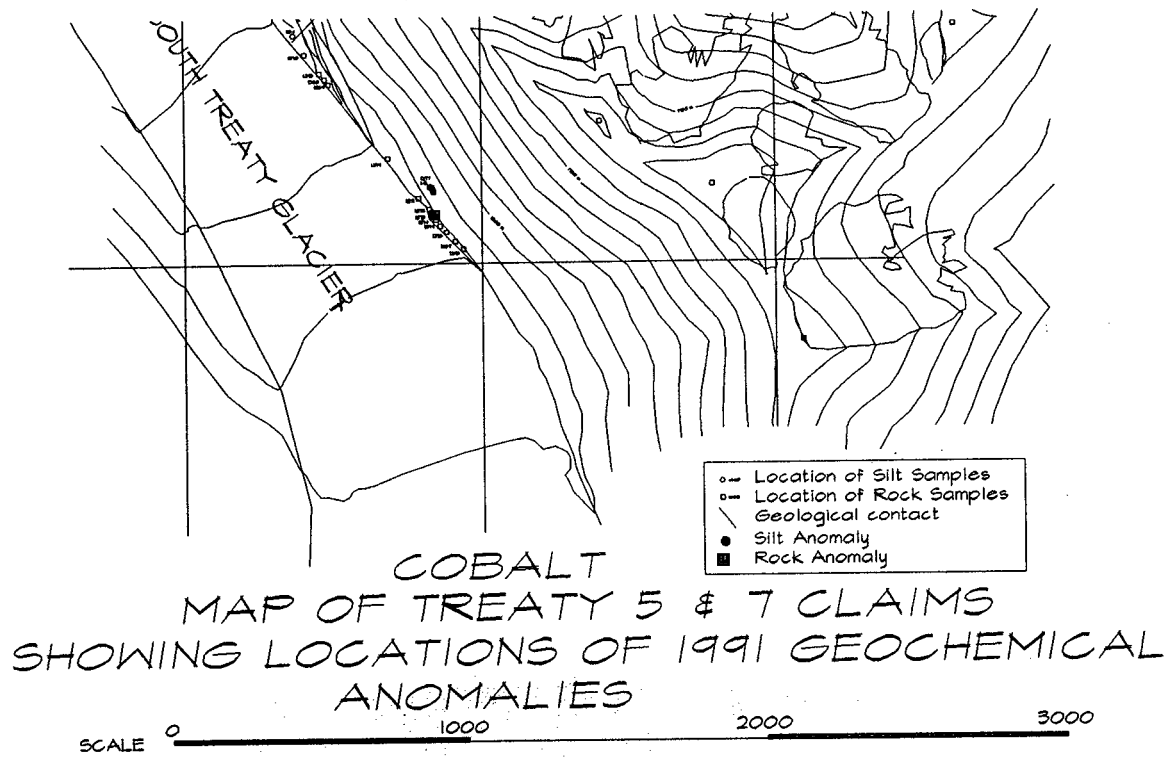 SOUTH TREATY GLACIER
Location of Silt Samples
Location of Rock Samples
Geological contact
Silt Anomaly
Rock Anomaly
COBALT
MAP OF TREATY 5 & 7 CLAIMS
SHOWING LOCATIONS OF 1991 GEOCHEMICAL
ANOMALIES
SCALE 0 1000 2000 3000